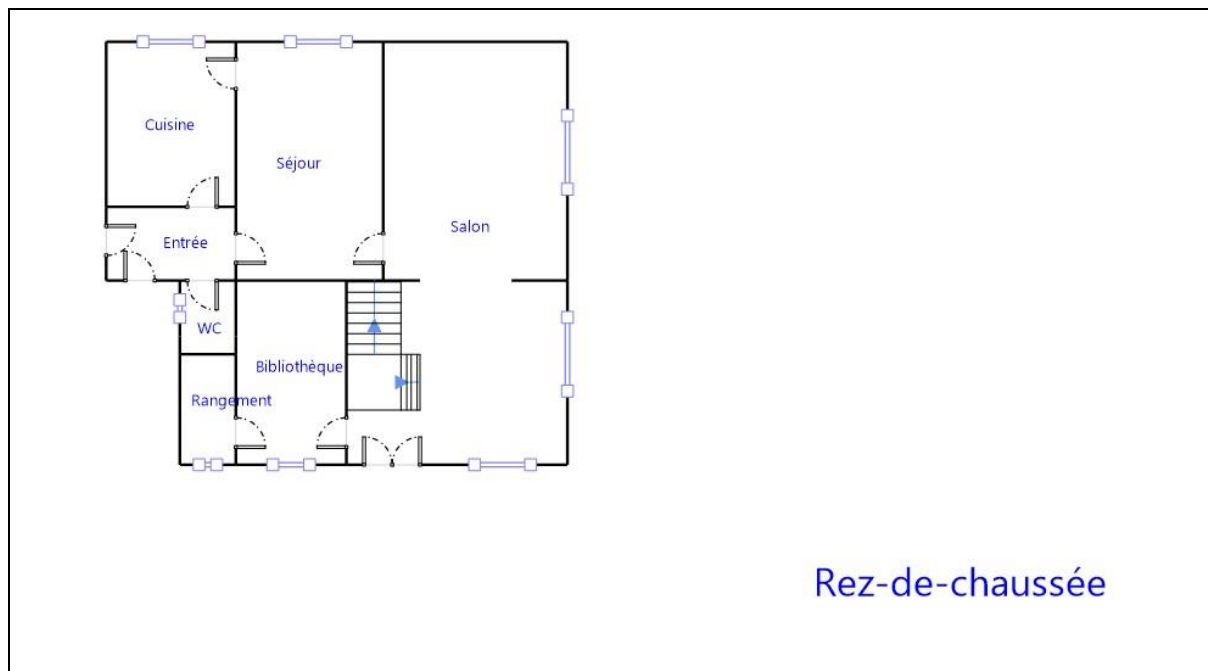 Cuisine
Séjour
Salon
Entrée
WC
Bibliothèque
Rangement
Rez-de-chaussée